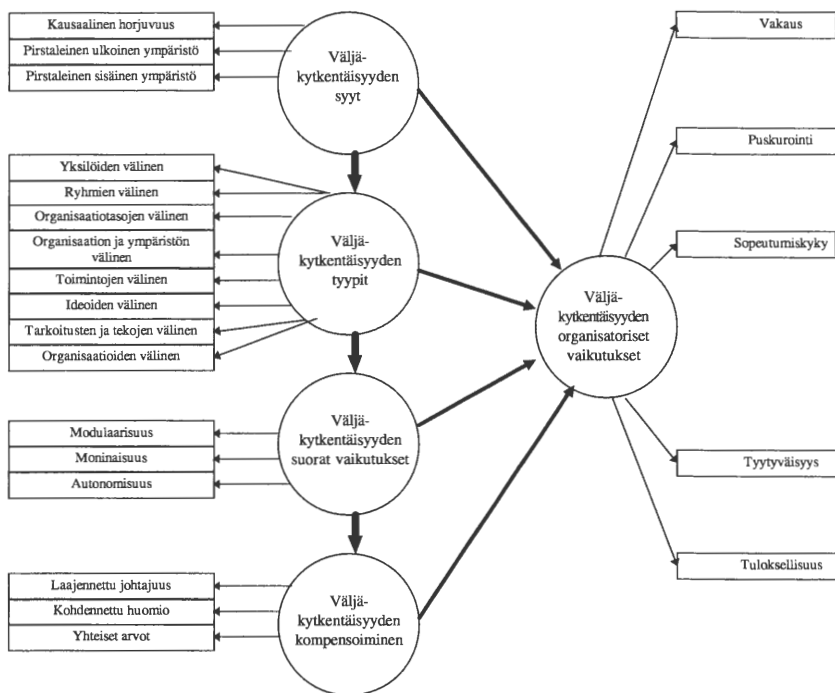 Kausaalinen horjuvuus
Pirstaleinen ulkoinen ympäristö
Pirstaleinen sisäinen ympäristö
Väljä-
kytkentäisyyden
syyt
Yksilöiden välinen
Ryhmien välinen
Organisaatiotasojen välinen
Organisaation ja ympäristön
välinen
Toimintojen välinen
Ideoiden välinen
Tarkoitusten ja tekojen välinen
Organisaatioiden välinen
Väljä-
kytkentäisyyden
tyypit
Modulaarisuus
Moninaisuus
Autonomisuus
Väljä-
kytkentäisyyden
suorat vaikutukset
Laajennettu johtajuus
Kohdennettu huomio
Yhteiset arvot
Väljä-
kytkentäisyyden
kompensoiminen
Väljä-
kytkentäisyyden
organisatoriset
vaikutukset
Vakaus
Puskurointi
Sopeutumiskyky
Tyytyväisyys
Tuloksellisuus